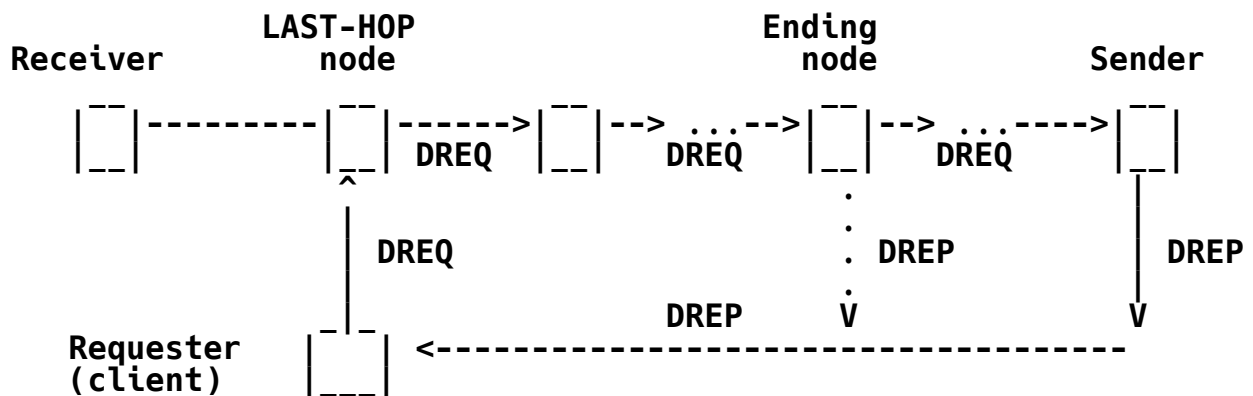 LAST-HOP Ending
Receiver node node Sender
... ...
DREQ DREQ DREQ
DREQ DREP DREP
DREP
Requester
(client)